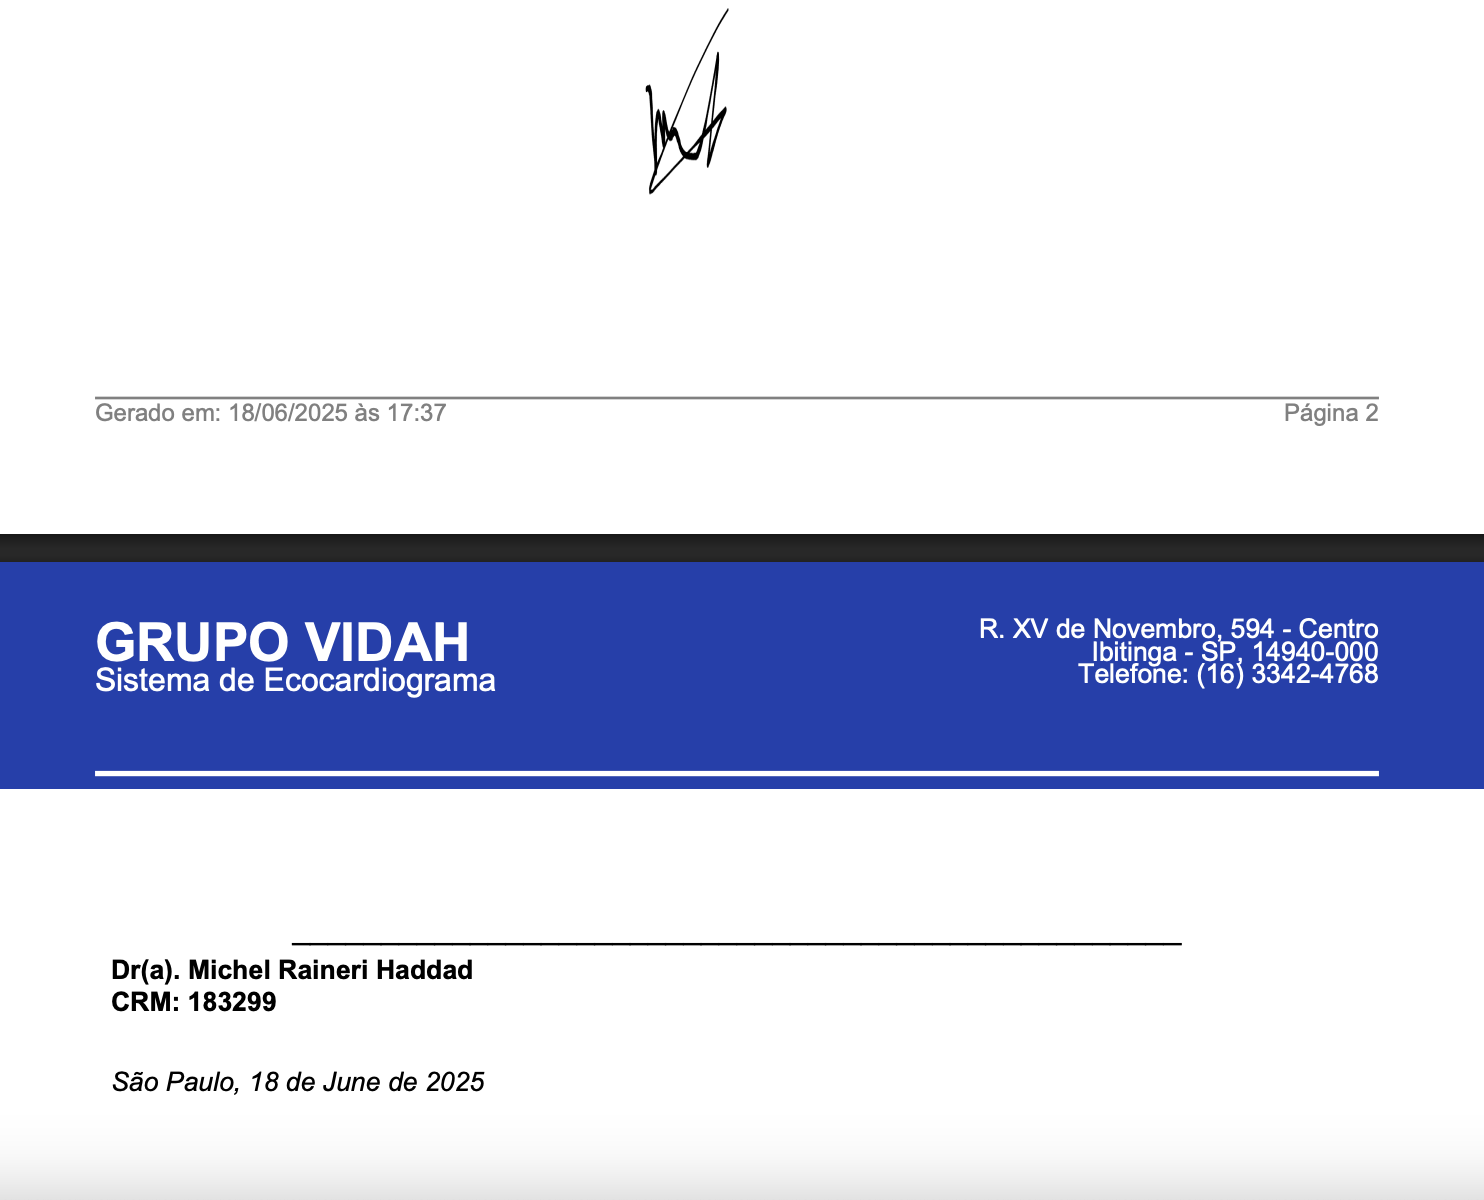 Gerado em: 18/06/2025 às 17:37
Página 2
GRUPO VIDAH
Sistema de Ecocardiograma
R. XV de Novembro, 594 - Centro
Ibitinga - SP, 14940-000
Telefone: (16) 3342-4768
Dr(a). Michel Raineri Haddad
CRM: 183299
São Paulo, 18 de June de 2025